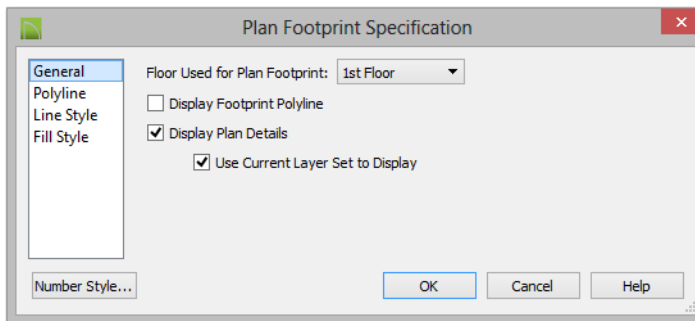 Plan Footprint Specification
General
Polyline
Line Style
Fill Style
Floor Used for Plan Footprint: 1st Floor
Display Footprint Polyline
Display Plan Details
Use Current Layer Set to Display
Number Style... OK Cancel Help